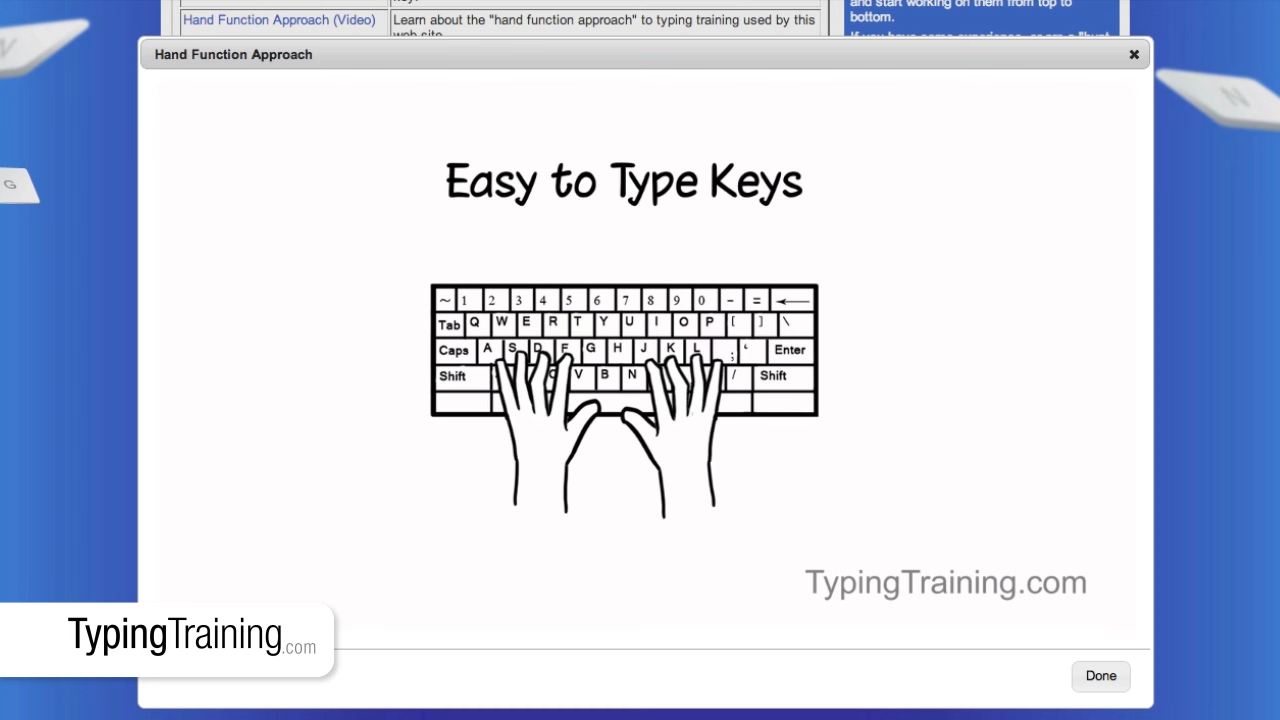 Hand Function Approach (Video)
Learn about the "hand function approach" to typing training used by this
web site.
and start working on them from top to
bottom.
Hand Function Approach
Easy to Type Keys
~ 1 2 3 4 5 6 7 8 9 0 - =
Tab Q W E R T Y U I O P [ ] \
Caps A S D F G H J K L ; ‘ Enter
Shift C V B N / Shift
TypingTraining.com
TypingTraining.com
Done
N
G